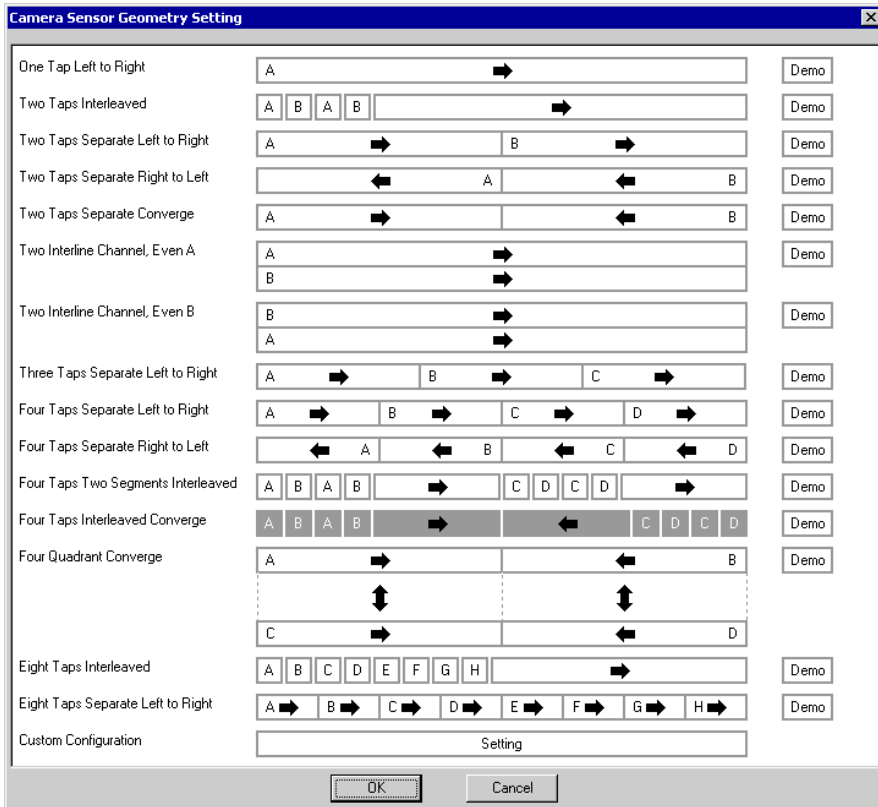 Camera Sensor Geometry Setting
One Tap Left to Right A Demo
Two Taps Interleaved A B A B Demo
Two Taps Separate Left to Right A B Demo
Two Taps Separate Right to Left A B Demo
Two Taps Separate Converge A B Demo
Two Interline Channel, Even A A Demo
B
Two Interline Channel, Even B B Demo
A
Three Taps Separate Left to Right A B C Demo
Four Taps Separate Left to Right A B C D Demo
Four Taps Separate Right to Left A B C D Demo
Four Taps Two Segments Interleaved A B A B C D C D Demo
Four Taps Interleaved Converge A B A B C D C D Demo
Four Quadrant Converge A B Demo
C D
Eight Taps Interleaved A B C D E F G H Demo
Eight Taps Separate Left to Right A B C D E F G H Demo
Custom Configuration Setting
OK Cancel